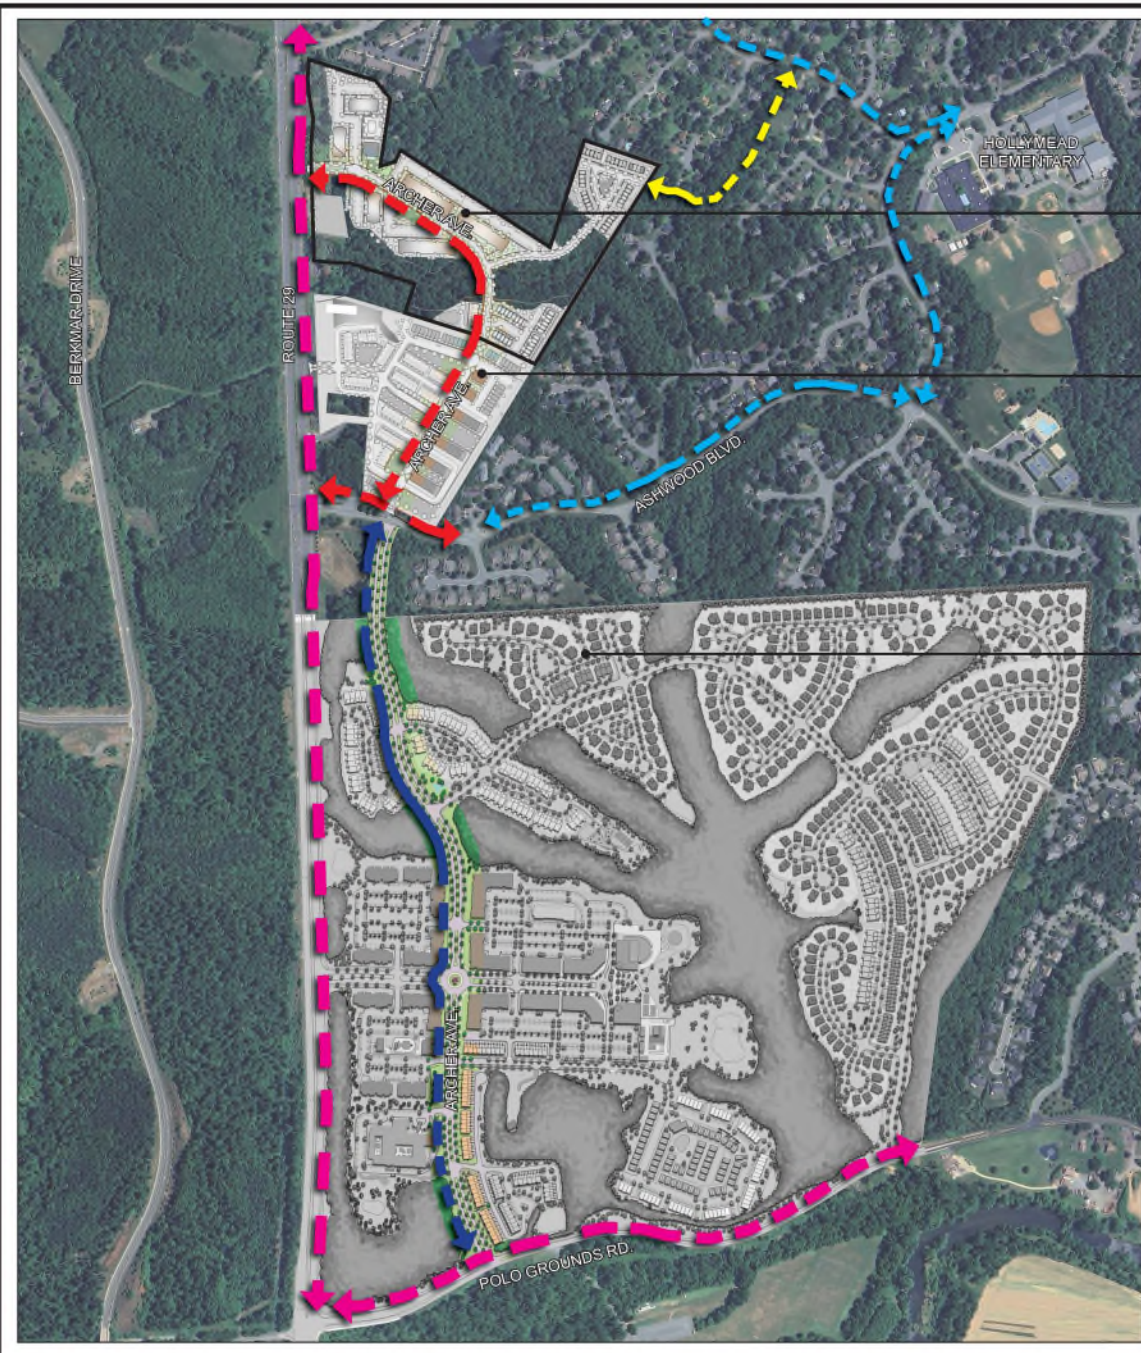 HOLLYMEAD
ELEMENTARY
ARCHER AVE.
BERKMAR DRIVE
ROUTE 29
ARCHER AVE.
ASHWOOD BLVD.
ARCHER AVE.
POLO GROUNDS RD.